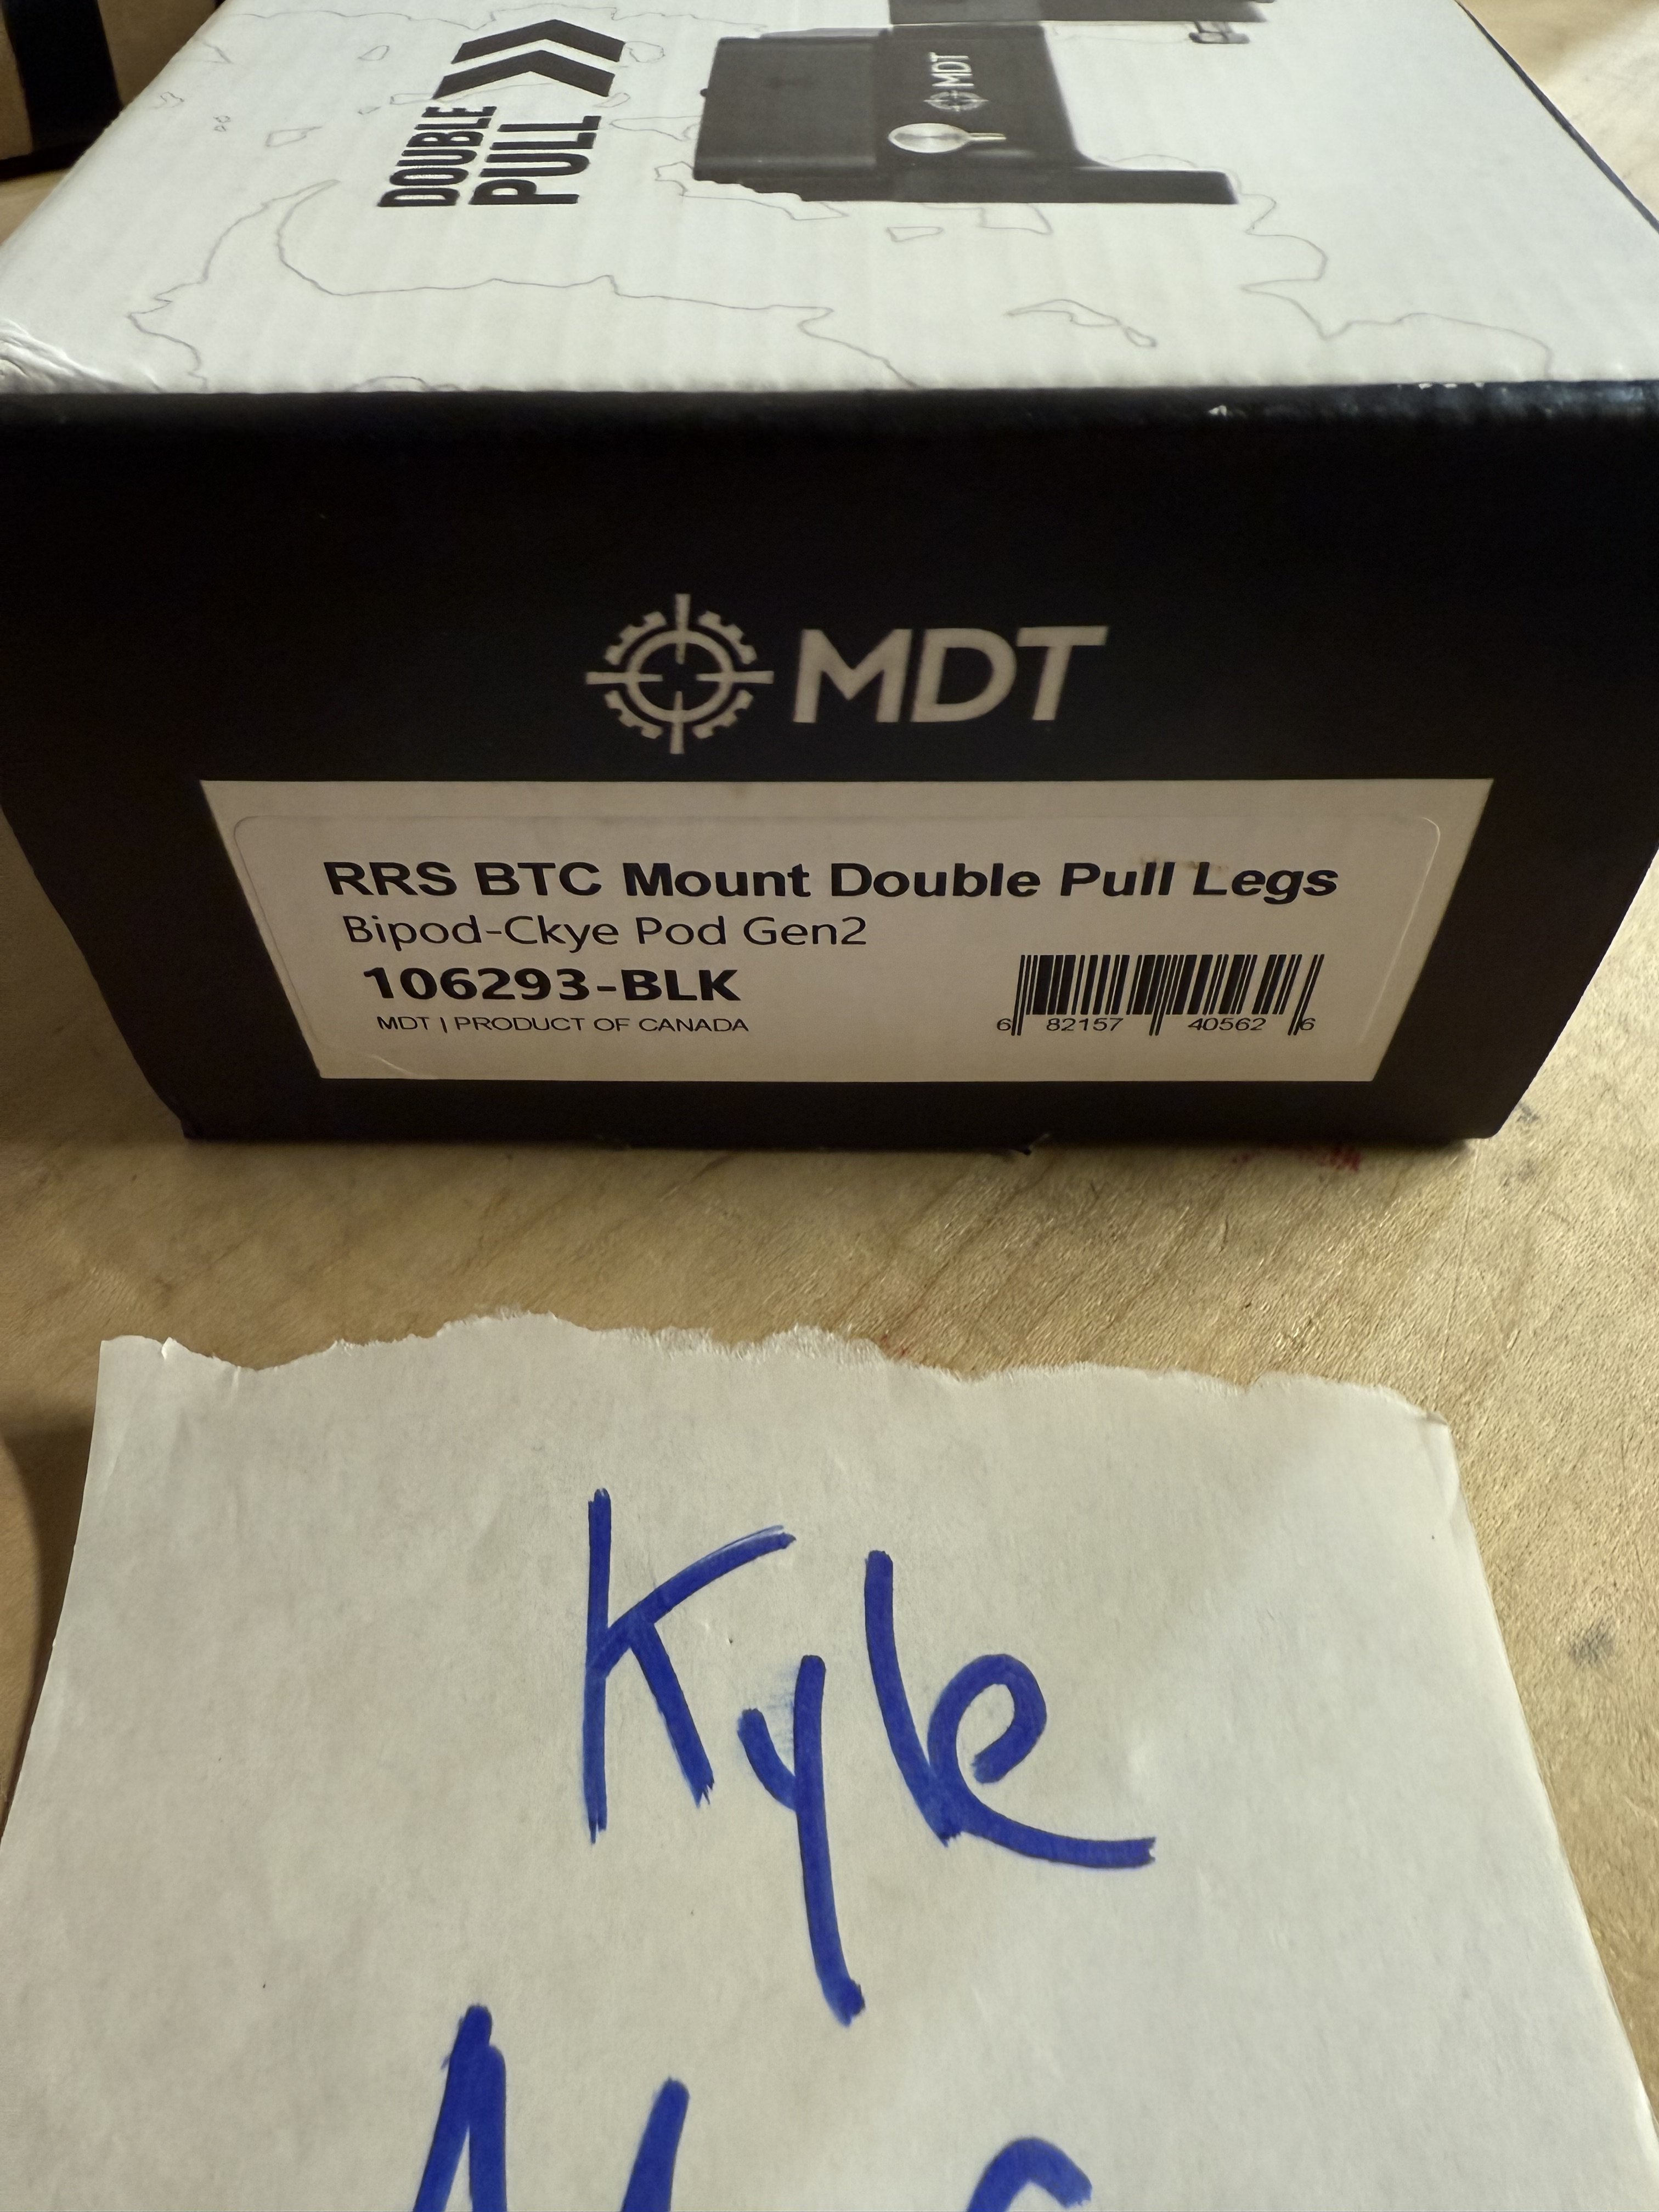 DOUBLE
PULL
MDT
MDT
RRS BTC Mount Double Pull Legs
Bipod-Ckye Pod Gen2
106293-BLK
MDT | PRODUCT OF CANADA
6 82157 40562 6
Kyle